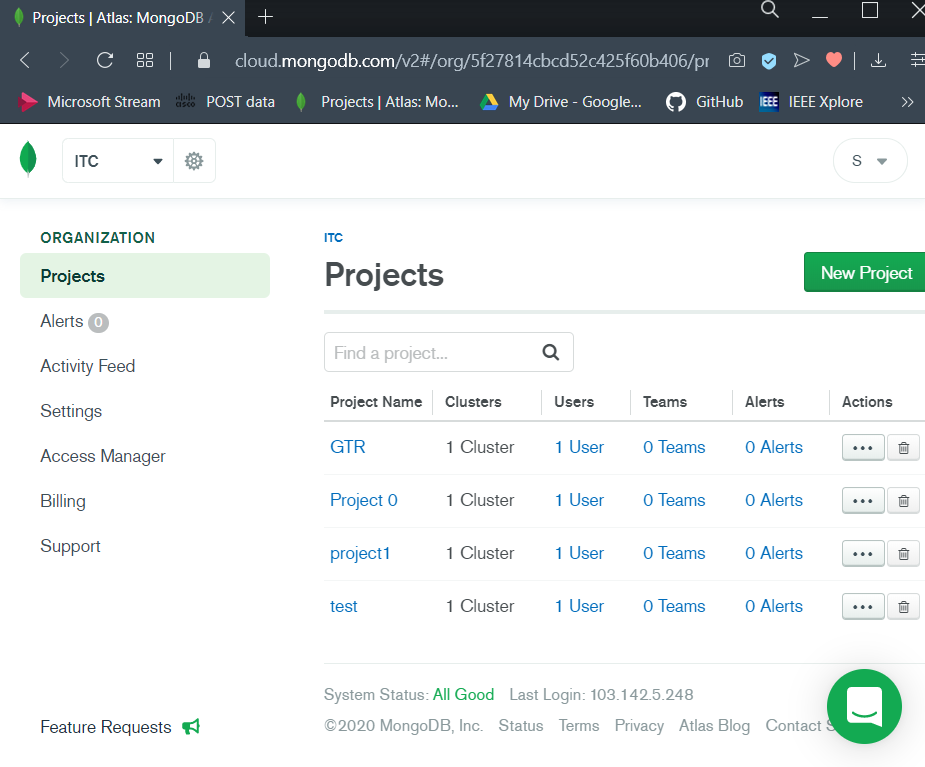 Projects | Atlas: MongoDB
cloud.mongodb.com/v2#/org/5f27814cbcd52c425f60b406/pr
Microsoft Stream
cisco POST data
Projects | Atlas: Mo...
My Drive - Google...
GitHub
IEEE IEEE Xplore
ITC
S
ORGANIZATION
Projects
Alerts 0
Activity Feed
Settings
Access Manager
Billing
Support
Feature Requests
ITC
Projects
New Project
Find a project...
Project Name Clusters Users Teams Alerts Actions
GTR 1 Cluster 1 User 0 Teams 0 Alerts
Project 0 1 Cluster 1 User 0 Teams 0 Alerts
project1 1 Cluster 1 User 0 Teams 0 Alerts
test 1 Cluster 1 User 0 Teams 0 Alerts
System Status: All Good Last Login: 103.142.5.248
©2020 MongoDB, Inc. Status Terms Privacy Atlas Blog Contact S